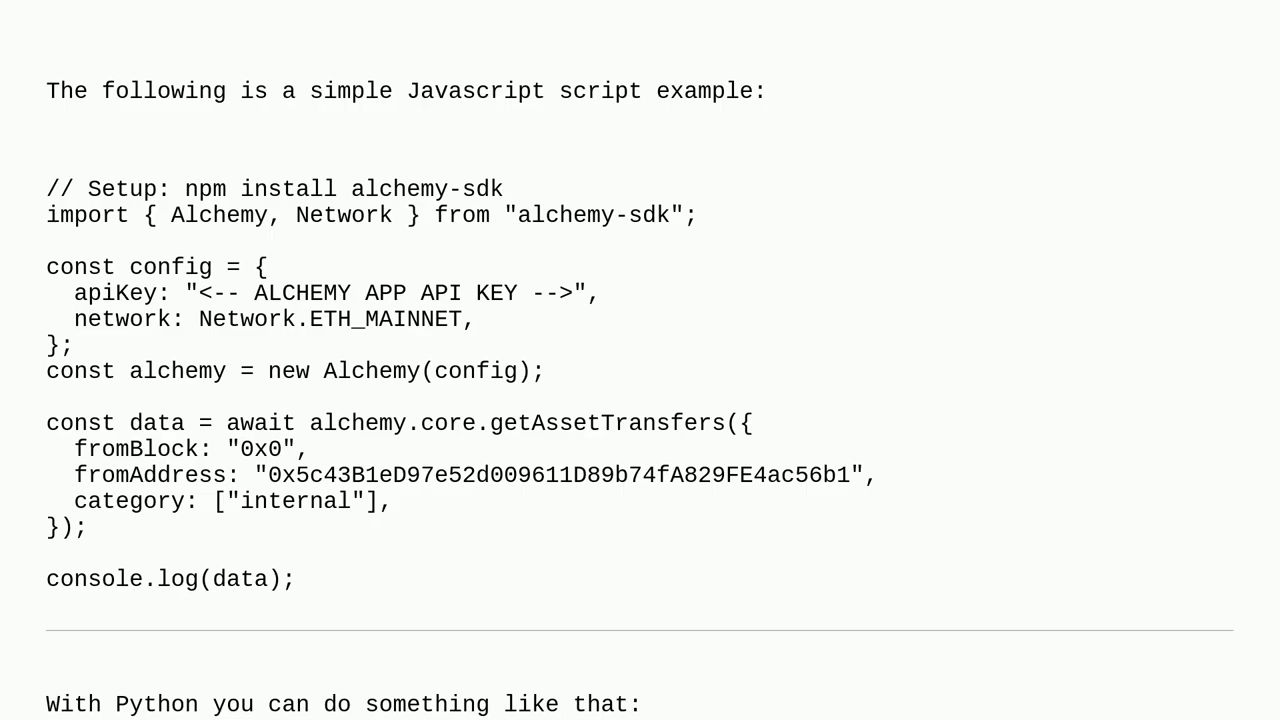 The following is a simple Javascript script example:
// Setup: npm install alchemy-sdk
import { Alchemy, Network } from "alchemy-sdk";
const config = {
  apiKey: "<-- ALCHEMY APP API KEY -->",
  network: Network.ETH_MAINNET,
};
const alchemy = new Alchemy(config);
const data = await alchemy.core.getAssetTransfers({
  fromBlock: "0x0",
  fromAddress: "0x5c43B1eD97e52d009611D89b74fA829FE4ac56b1",
  category: ["internal"],
});
console.log(data);
With Python you can do something like that: